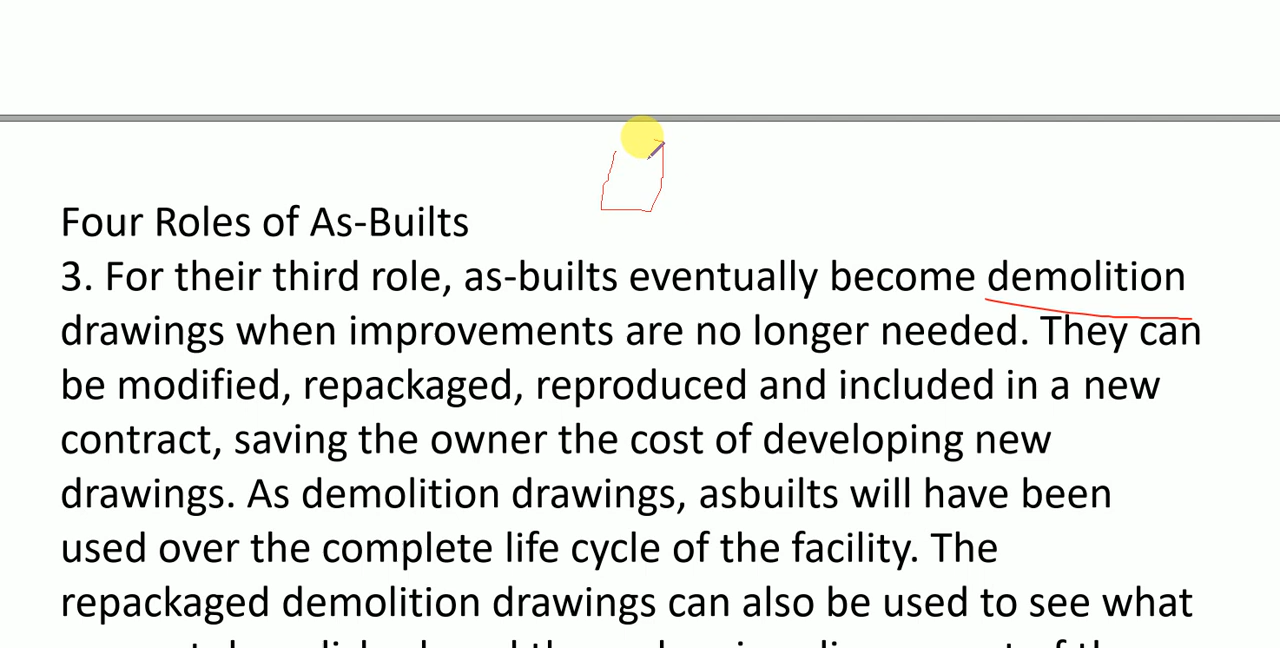 Four Roles of As-Builts
3. For their third role, as-builts eventually become demolition
drawings when improvements are no longer needed. They can
be modified, repackaged, reproduced and included in a new
contract, saving the owner the cost of developing new
drawings. As demolition drawings, asbuilts will have been
used over the complete life cycle of the facility. The
repackaged demolition drawings can also be used to see what